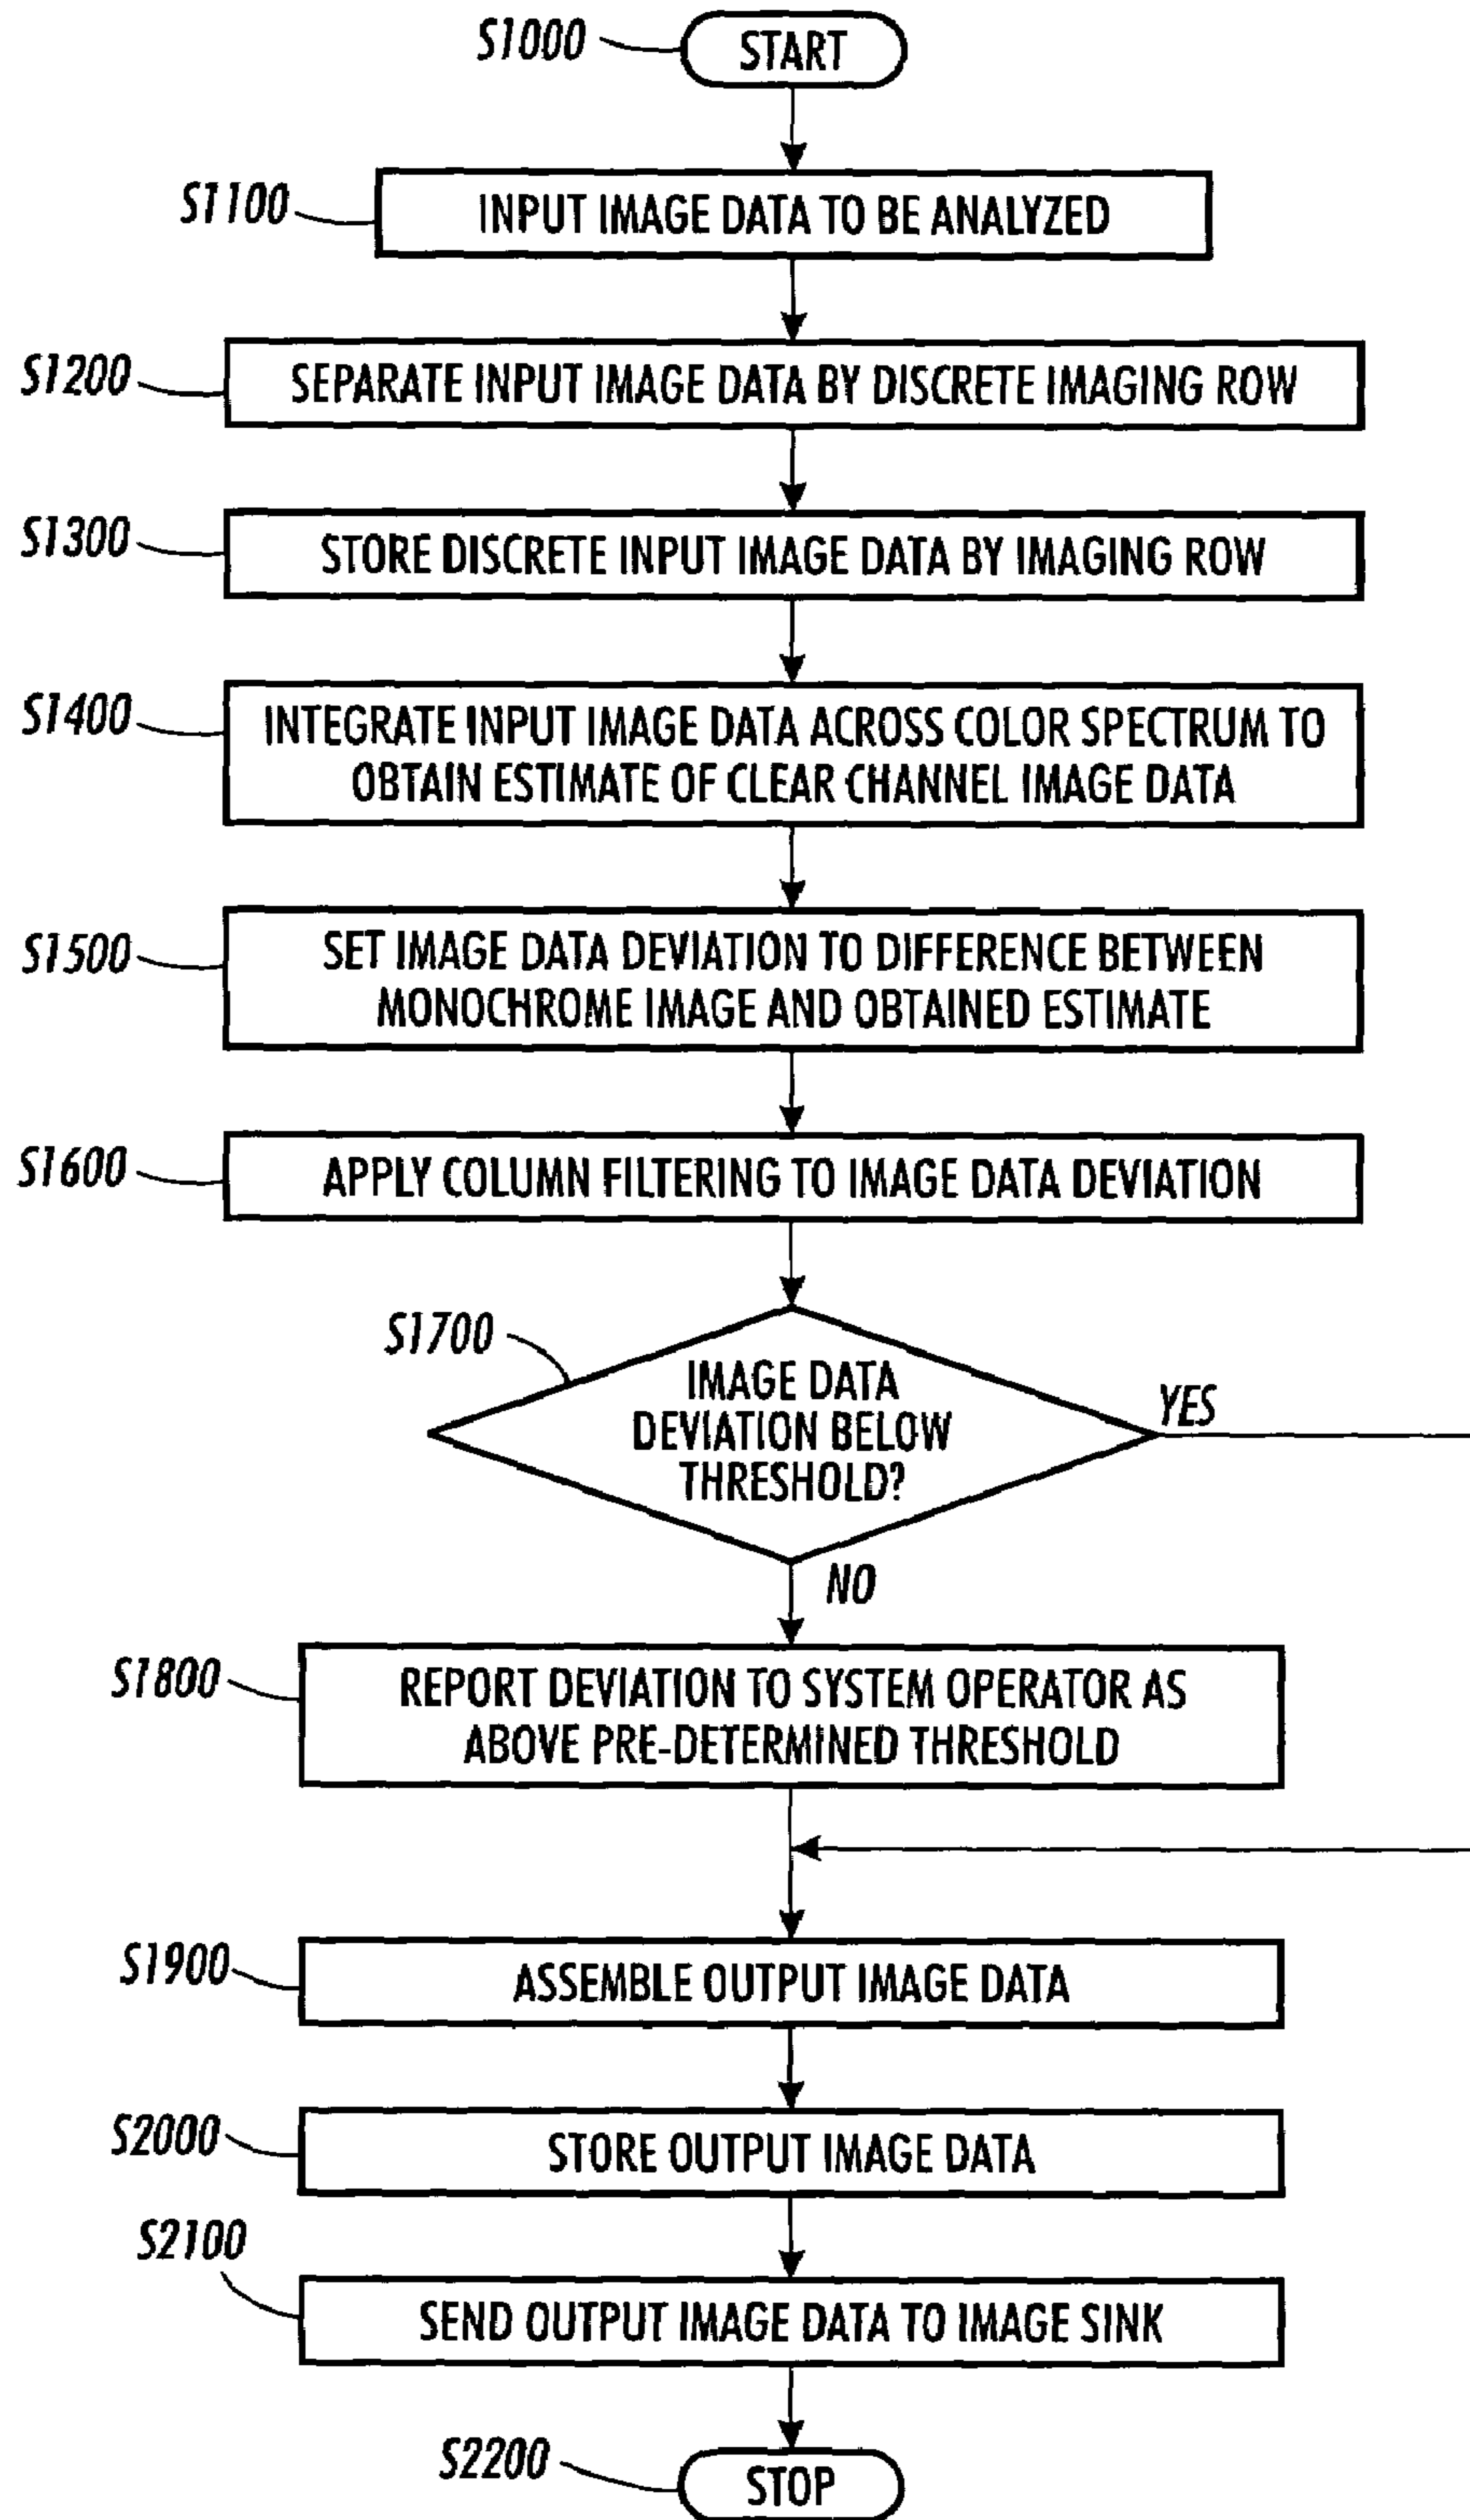 S1000
START
S1100
INPUT IMAGE DATA TO BE ANALYZED
S1200
SEPARATE INPUT IMAGE DATA BY DISCRETE IMAGING ROW
S1300
STORE DISCRETE INPUT IMAGE DATA BY IMAGING ROW
S1400
INTEGRATE INPUT IMAGE DATA ACROSS COLOR SPECTRUM TO
OBTAIN ESTIMATE OF CLEAR CHANNEL IMAGE DATA
S1500
SET IMAGE DATA DEVIATION TO DIFFERENCE BETWEEN
MONOCHROME IMAGE AND OBTAINED ESTIMATE
S1600
APPLY COLUMN FILTERING TO IMAGE DATA DEVIATION
S1700
IMAGE DATA
DEVIATION BELOW
THRESHOLD?
YES
NO
S1800
REPORT DEVIATION TO SYSTEM OPERATOR AS
ABOVE PRE-DETERMINED THRESHOLD
S1900
ASSEMBLE OUTPUT IMAGE DATA
S2000
STORE OUTPUT IMAGE DATA
S2100
SEND OUTPUT IMAGE DATA TO IMAGE SINK
S2200
STOP